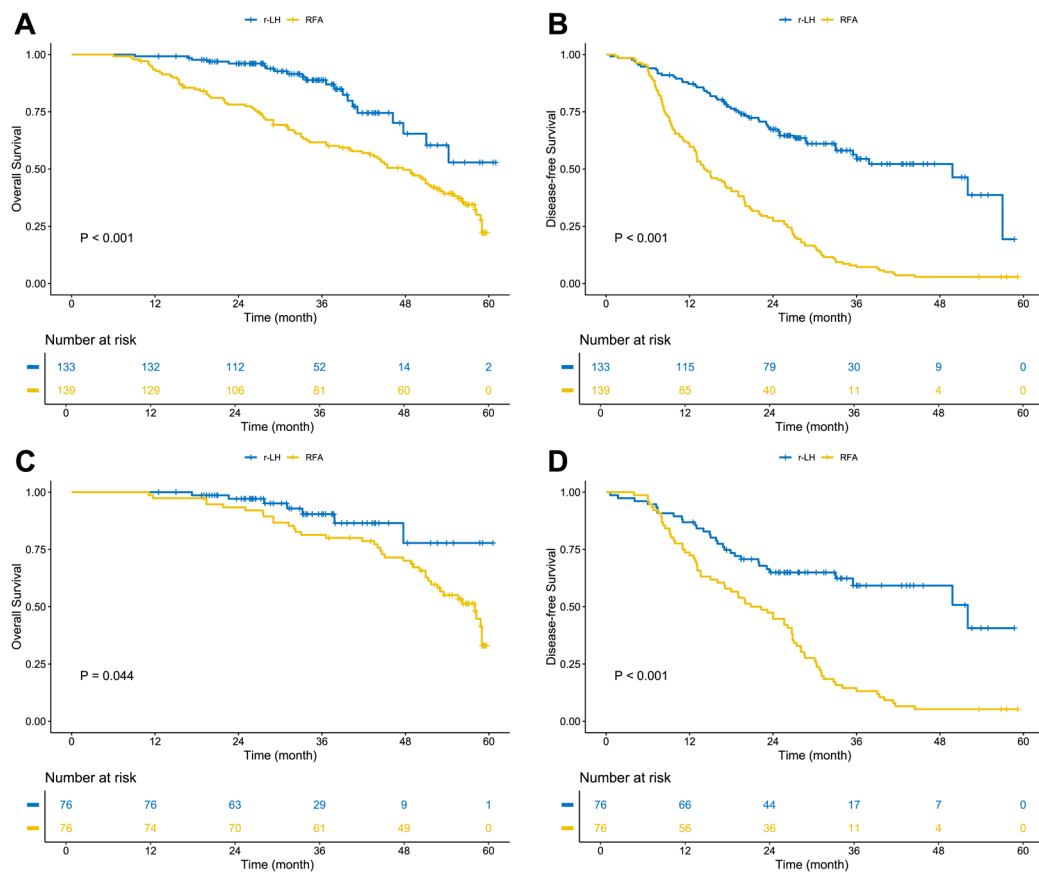 A
r-LH RFA
Overall Survival
1.00
0.75
0.50
0.25
0.00
P < 0.001
0 12 24 36 48 60
Time (month)
Number at risk
133 132 112 52 14 2
139 129 106 81 60 0
0 12 24 36 48 60
Time (month)
B
r-LH RFA
Disease-free Survival
1.00
0.75
0.50
0.25
0.00
P < 0.001
0 12 24 36 48 60
Time (month)
Number at risk
133 115 79 30 9 0
139 85 40 11 4 0
0 12 24 36 48 60
Time (month)
C
r-LH RFA
Overall Survival
1.00
0.75
0.50
0.25
0.00
P = 0.044
0 12 24 36 48 60
Time (month)
Number at risk
76 76 63 29 9 1
76 74 70 61 49 0
0 12 24 36 48 60
Time (month)
D
r-LH RFA
Disease-free Survival
1.00
0.75
0.50
0.25
0.00
P < 0.001
0 12 24 36 48 60
Time (month)
Number at risk
76 66 44 17 7 0
76 56 36 11 4 0
0 12 24 36 48 60
Time (month)